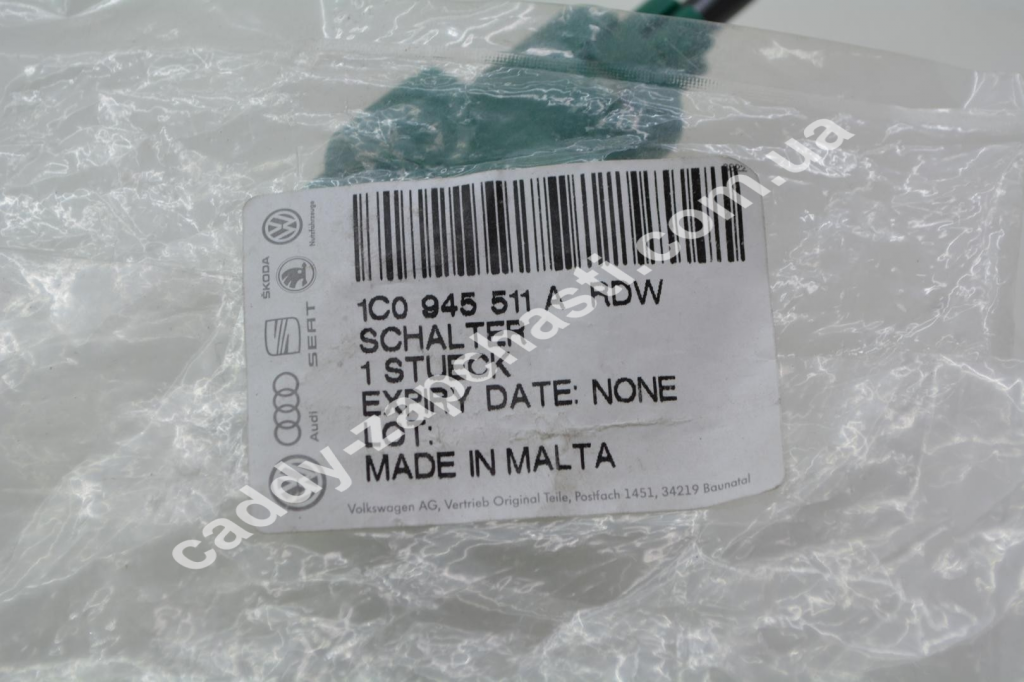 1C0 945 511 A RDW
SCHALTER
1 STUECK
EXPIRY DATE: NONE
LOT:
MADE IN MALTA
Volkswagen AG, Vertrieb Original Teile, Postfach 1451, 34219 Baunatal
Nutzfahrzeuge
ŠKODA
SEAT
Audi
caddy-zapchasti.com.ua